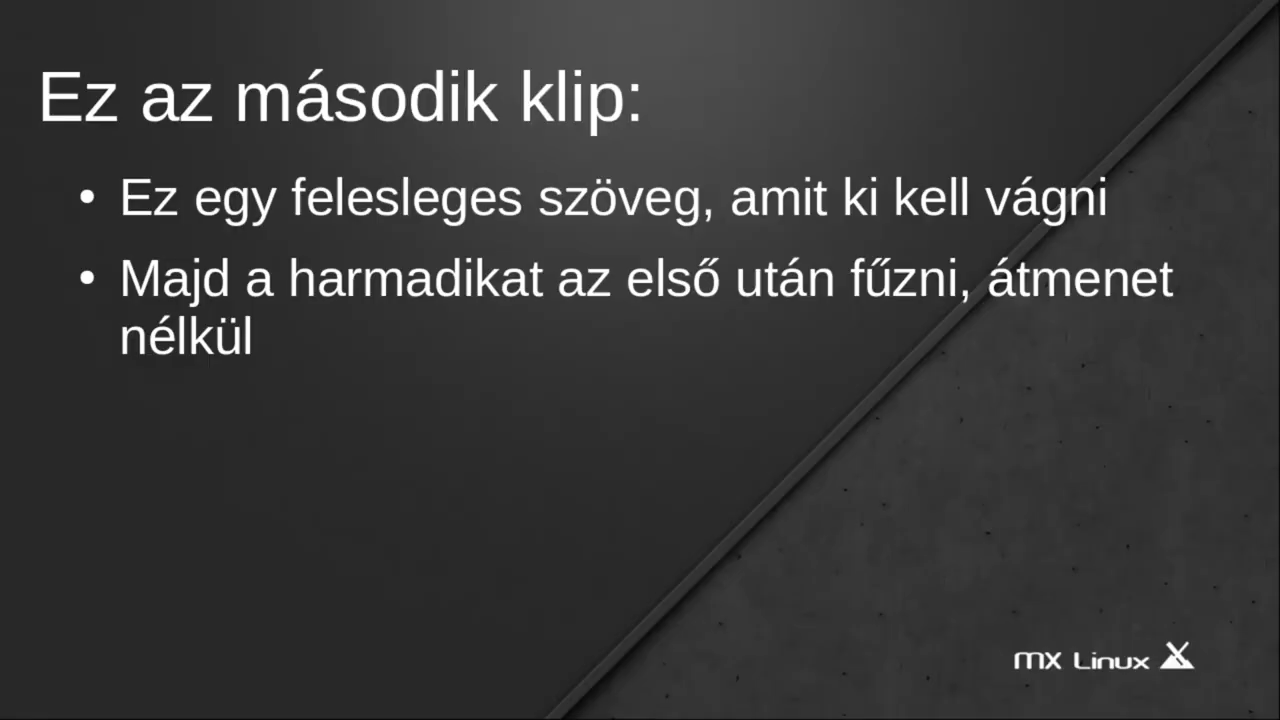 Ez az második klip:
• Ez egy felesleges szöveg, amit ki kell vágni
• Majd a harmadikat az első után fűzni, átmenet
nélkül
MX Linux